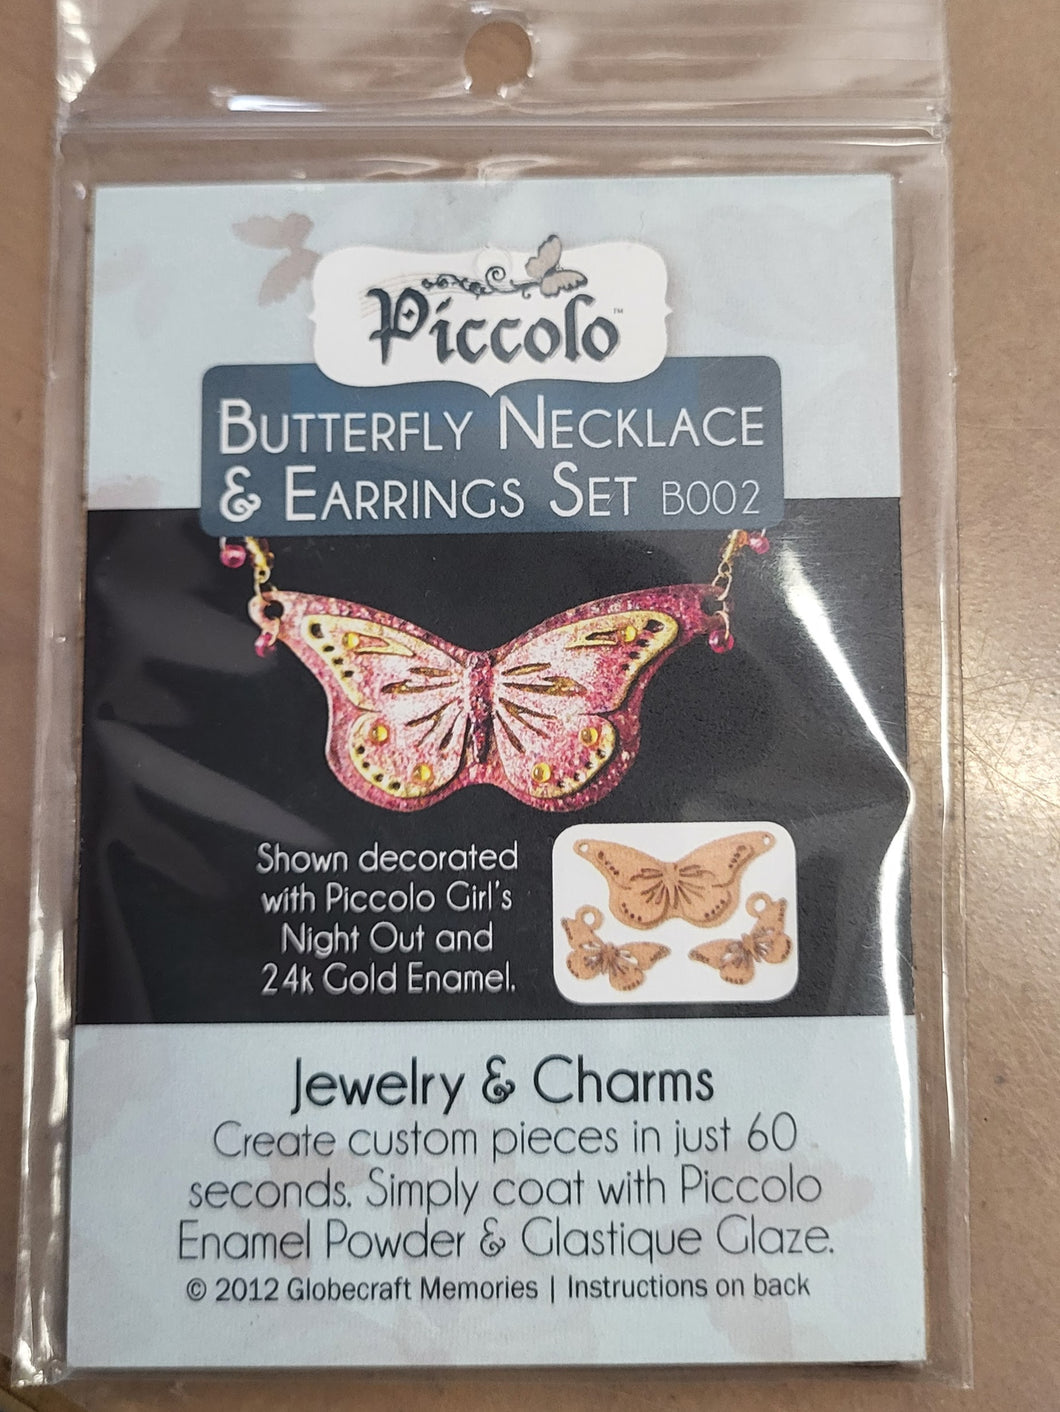 Piccolo™
Butterfly Necklace
& Earrings Set B002
Shown decorated
with Piccolo Girl's
Night Out and
24k Gold Enamel.
Jewelry & Charms
Create custom pieces in just 60
seconds. Simply coat with Piccolo
Enamel Powder & Glastique Glaze.
© 2012 Globecraft Memories | Instructions on back